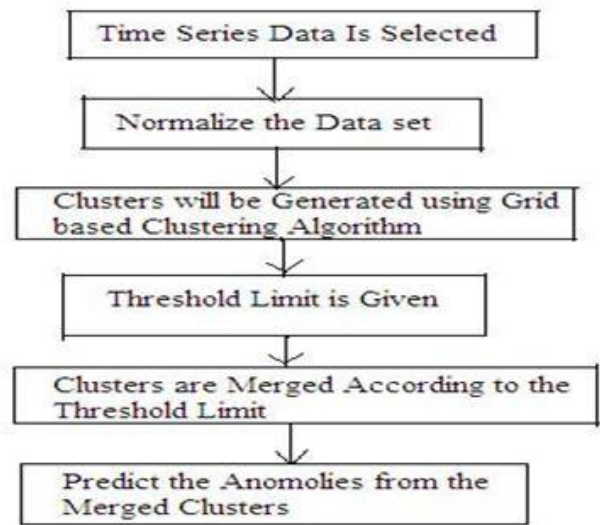 Time Series Data Is Selected
Normalize the Data set
Clusters will be Generated using Grid
based Clustering Algorithm
Threshold Limit is Given
Clusters are Merged According to the
Threshold Limit
Predict the Anomolies from the
Merged Clusters